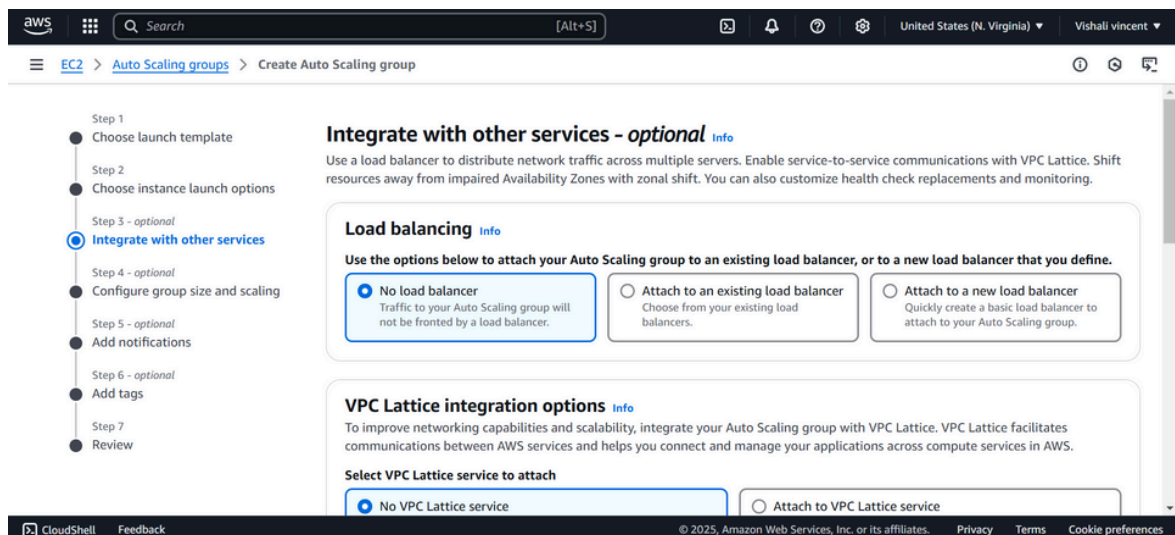 aws
Search [Alt+S]
United States (N. Virginia) ▼
Vishali vincent ▼
EC2 > Auto Scaling groups > Create Auto Scaling group
Step 1
Choose launch template
Step 2
Choose instance launch options
Step 3 - optional
Integrate with other services
Step 4 - optional
Configure group size and scaling
Step 5 - optional
Add notifications
Step 6 - optional
Add tags
Step 7
Review
Integrate with other services - optional Info
Use a load balancer to distribute network traffic across multiple servers. Enable service-to-service communications with VPC Lattice. Shift
resources away from impaired Availability Zones with zonal shift. You can also customize health check replacements and monitoring.
Load balancing Info
Use the options below to attach your Auto Scaling group to an existing load balancer, or to a new load balancer that you define.
No load balancer
Traffic to your Auto Scaling group will
not be fronted by a load balancer.
Attach to an existing load balancer
Choose from your existing load
balancers.
Attach to a new load balancer
Quickly create a basic load balancer to
attach to your Auto Scaling group.
VPC Lattice integration options Info
To improve networking capabilities and scalability, integrate your Auto Scaling group with VPC Lattice. VPC Lattice facilitates
communications between AWS services and helps you connect and manage your applications across compute services in AWS.
Select VPC Lattice service to attach
No VPC Lattice service
Attach to VPC Lattice service
CloudShell Feedback
© 2025, Amazon Web Services, Inc. or its affiliates. Privacy Terms Cookie preferences